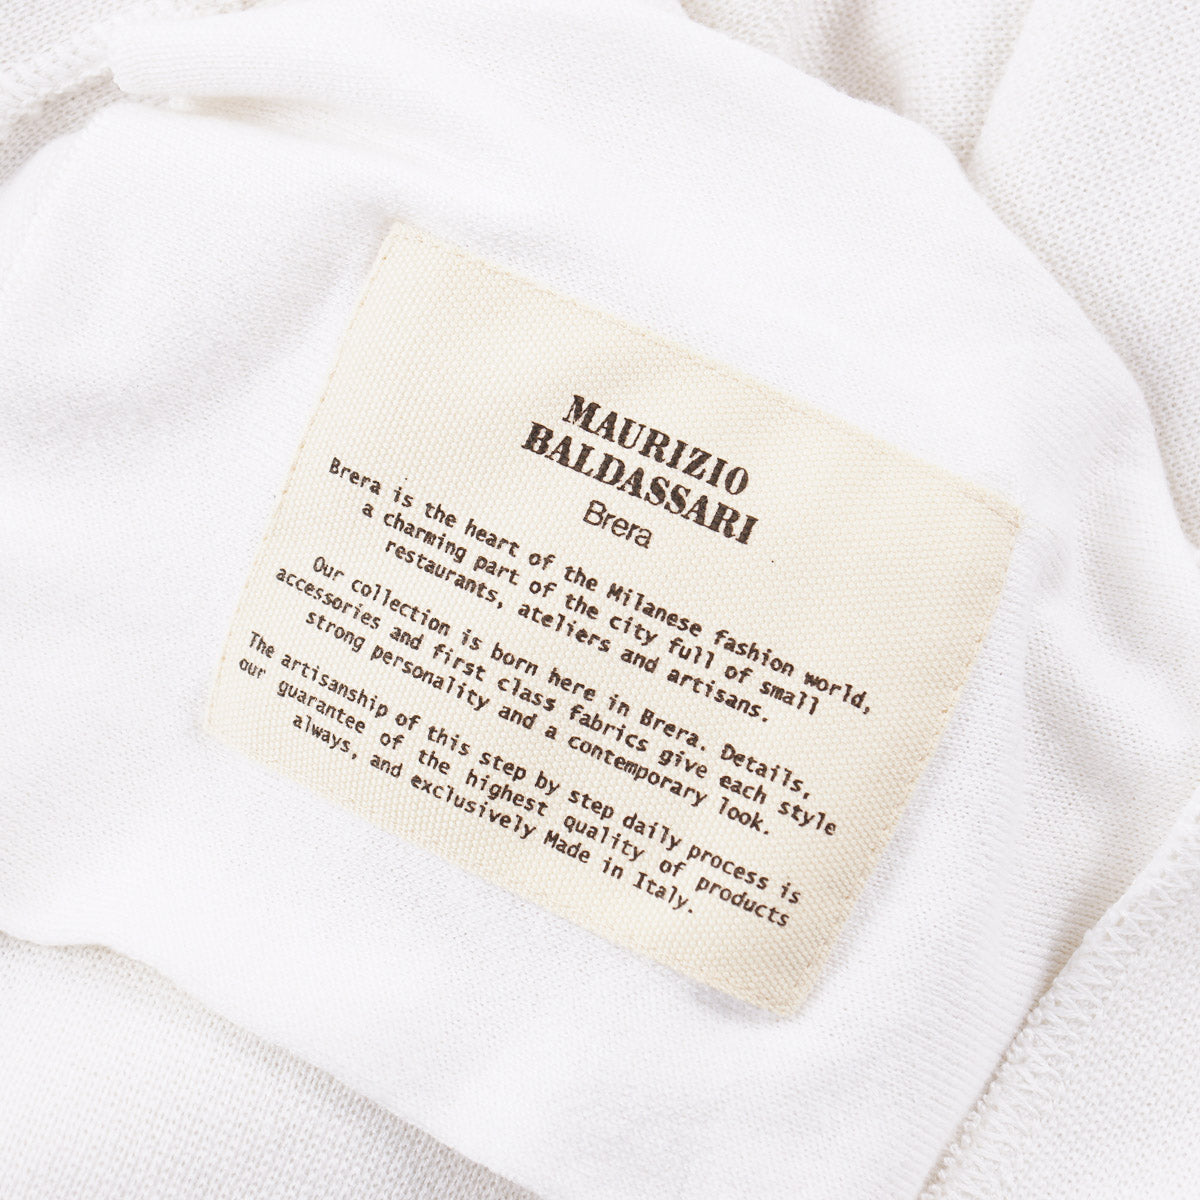 MAURIZIO
BALDASSARI
Brera
Brera is the heart of the Milanese fashion world,
a charming part of the city full of small
restaurants, ateliers and artisans.
Our collection is born here in Brera. Details,
accessories and first class fabrics give each style
strong personality and a contemporary look.
The artisanship of this step by step daily process is
our guarantee of the highest quality of products
always, and exclusively Made in Italy.